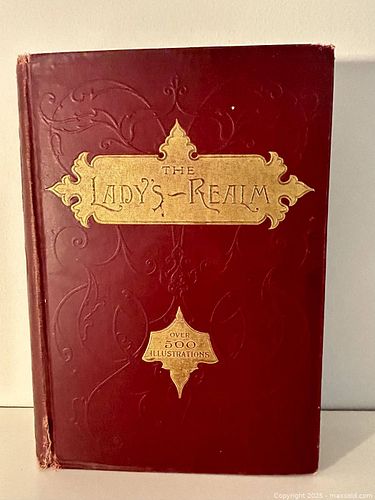 THE
LADY'S~REALM
OVER
500
ILLUSTRATIONS
Copyright 2025 - maxsold.com